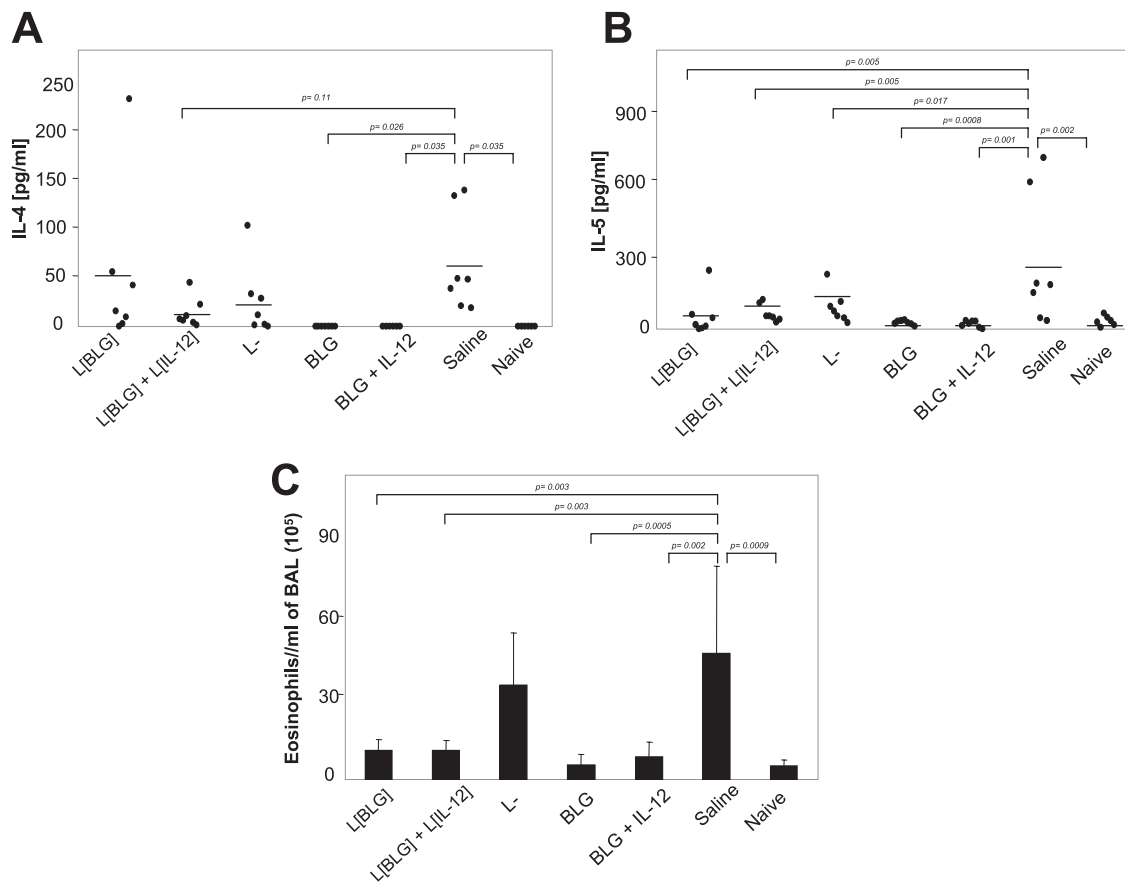 A
IL-4 [pg/ml]
250
200
150
100
50
0
p= 0.11
p= 0.026
p= 0.035
p= 0.035
L[BLG]
L[BLG] + L[IL-12]
L-
BLG
BLG + IL-12
Saline
Naive
B
IL-5 [pg/ml]
900
600
300
0
p= 0.005
p= 0.005
p= 0.017
p= 0.0008
p= 0.001
p= 0.002
L[BLG]
L[BLG] + L[IL-12]
L-
BLG
BLG + IL-12
Saline
Naive
C
Eosinophils//ml of BAL (10⁵)
90
60
30
0
p= 0.003
p= 0.003
p= 0.0005
p= 0.002
p= 0.0009
L[BLG]
L[BLG] + L[IL-12]
L-
BLG
BLG + IL-12
Saline
Naive